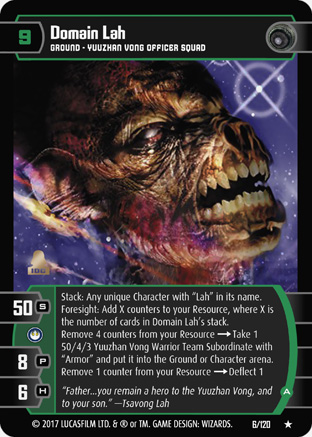 9
Domain Lah
GROUND - YUUZHAN VONG OFFICER SQUAD
100
50 S
8 P
6 H
Stack: Any unique Character with "Lah" in its name.
Foresight: Add X counters to your Resource, where X is
the number of cards in Domain Lah's stack.
Remove 4 counters from your Resource → Take 1
50/4/3 Yuuzhan Vong Warrior Team Subordinate with
"Armor" and put it into the Ground or Character arena.
Remove 1 counter from your Resource → Deflect 1
"Father...you remain a hero to the Yuuzhan Vong, and
to your son." —Tsavong Lah
A
© 2017 LUCASFILM LTD. & ® or TM. GAME DESIGN: WIZARDS.
6/120